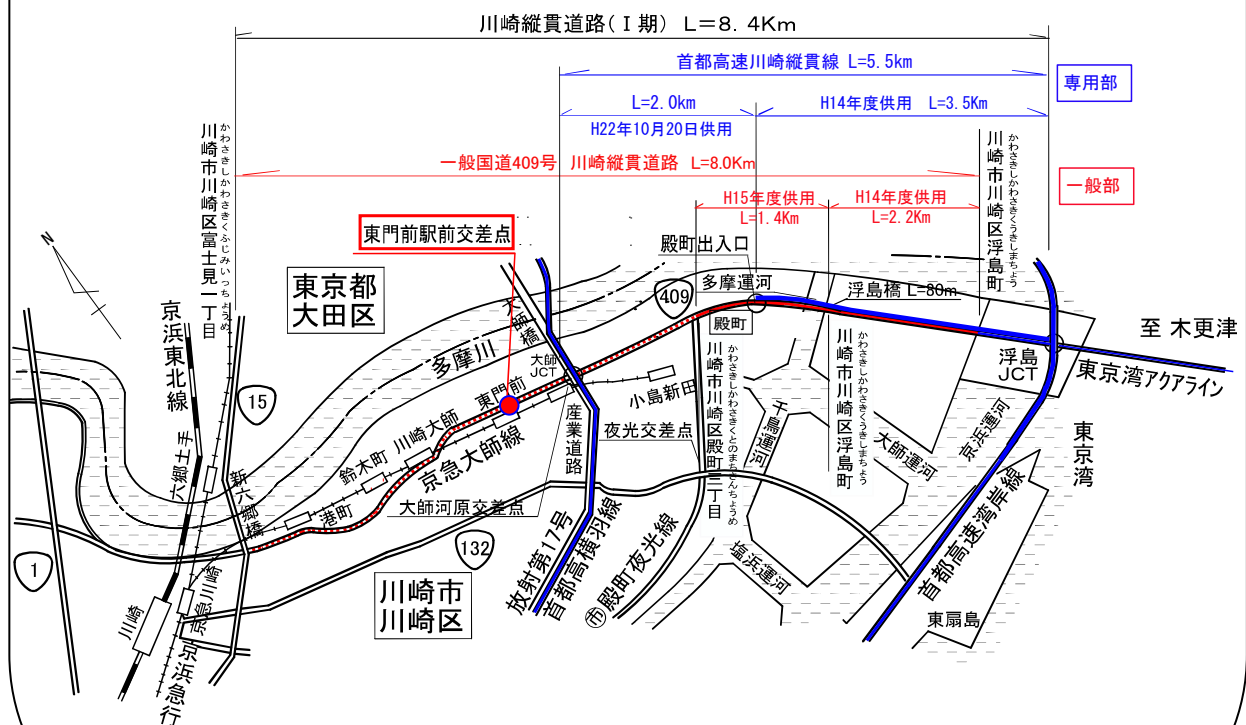 川崎縦貫道路(Ⅰ期) L=8.4Km
首都高速川崎縦貫線 L=5.5km
専用部
L=2.0km
H22年10月20日供用
H14年度供用 L=3.5Km
一般国道409号 川崎縦貫道路 L=8.0Km
一般部
H15年度供用
L=1.4Km
H14年度供用
L=2.2Km
かわさきしかわさきくふじみいっちょうめ
川崎市川崎区富士見一丁目
かわさきしかわさきくうきしまちょう
川崎市川崎区浮島町
東門前駅前交差点
殿町出入口
N
東京都
大田区
多摩運河
409
浮島橋 L=80m
大師橋
殿町
至 木更津
京浜東北線
多摩川
大師
JCT
浮島
JCT
東京湾アクアライン
かわさきしかわさきくとのまちさんちょうめ
川崎市川崎区殿町三丁目
かわさきしかわさきくうきしまちょう
川崎市川崎区浮島町
15
東門前
小島新田
川崎大師
産業道路
夜光交差点
千鳥運河
大師運河
京浜運河
東京湾
六郷土手
新六郷橋
鈴木町
京急大師線
港町
大師河原交差点
132
1
川崎市
川崎区
放射第17号
首都高横羽線
市
殿町夜光線
塩浜運河
首都高速湾岸線
東扇島
川崎
京急川崎
京浜急行